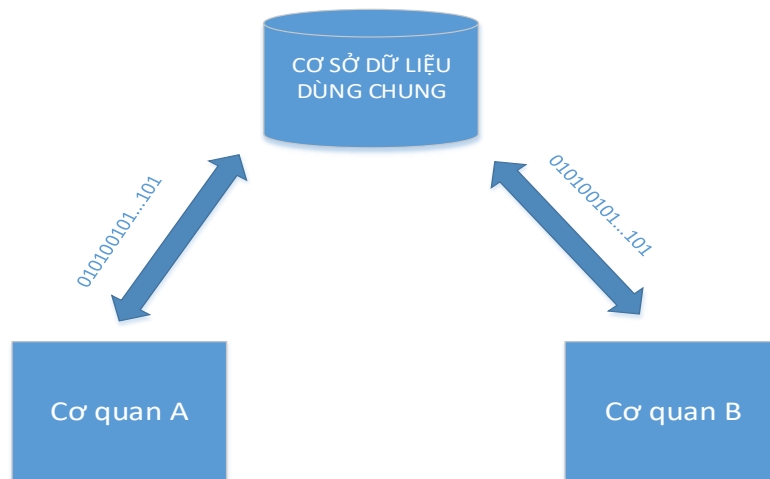 CƠ SỞ DỮ LIỆU
DÙNG CHUNG
010100101...101
010100101...101
Cơ quan A
Cơ quan B